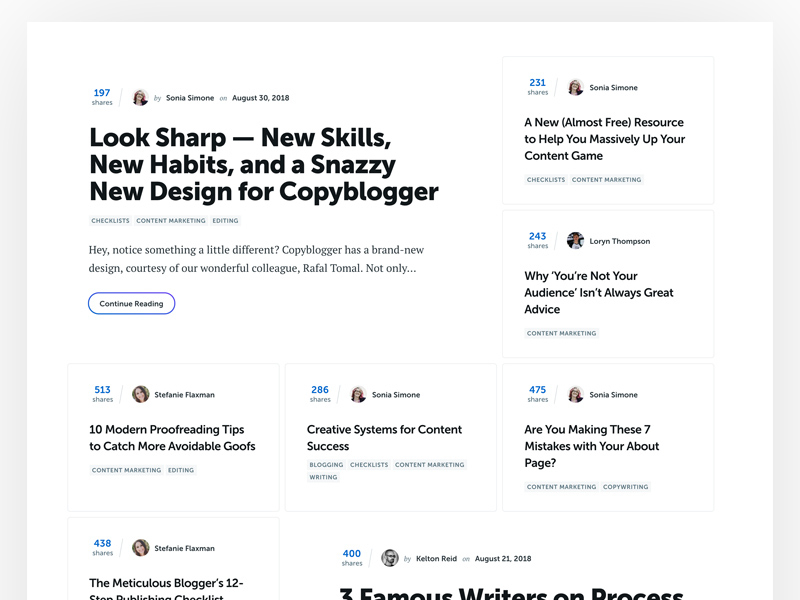 197
shares
by Sonia Simone on August 30, 2018
Look Sharp — New Skills,
New Habits, and a Snazzy
New Design for Copyblogger
CHECKLISTS CONTENT MARKETING EDITING
Hey, notice something a little different? Copyblogger has a brand-new
design, courtesy of our wonderful colleague, Rafal Tomal. Not only…
Continue Reading
231
shares
Sonia Simone
A New (Almost Free) Resource
to Help You Massively Up Your
Content Game
CHECKLISTS CONTENT MARKETING
243
shares
Loryn Thompson
Why ‘You’re Not Your
Audience’ Isn’t Always Great
Advice
CONTENT MARKETING
513
shares
Stefanie Flaxman
10 Modern Proofreading Tips
to Catch More Avoidable Goofs
CONTENT MARKETING EDITING
286
shares
Sonia Simone
Creative Systems for Content
Success
BLOGGING CHECKLISTS CONTENT MARKETING
WRITING
475
shares
Sonia Simone
Are You Making These 7
Mistakes with Your About
Page?
CONTENT MARKETING COPYWRITING
438
shares
Stefanie Flaxman
The Meticulous Blogger’s 12-
Step Publishing Checklist
400
shares
by Kelton Reid on August 21, 2018
3 Famous Writers on Process